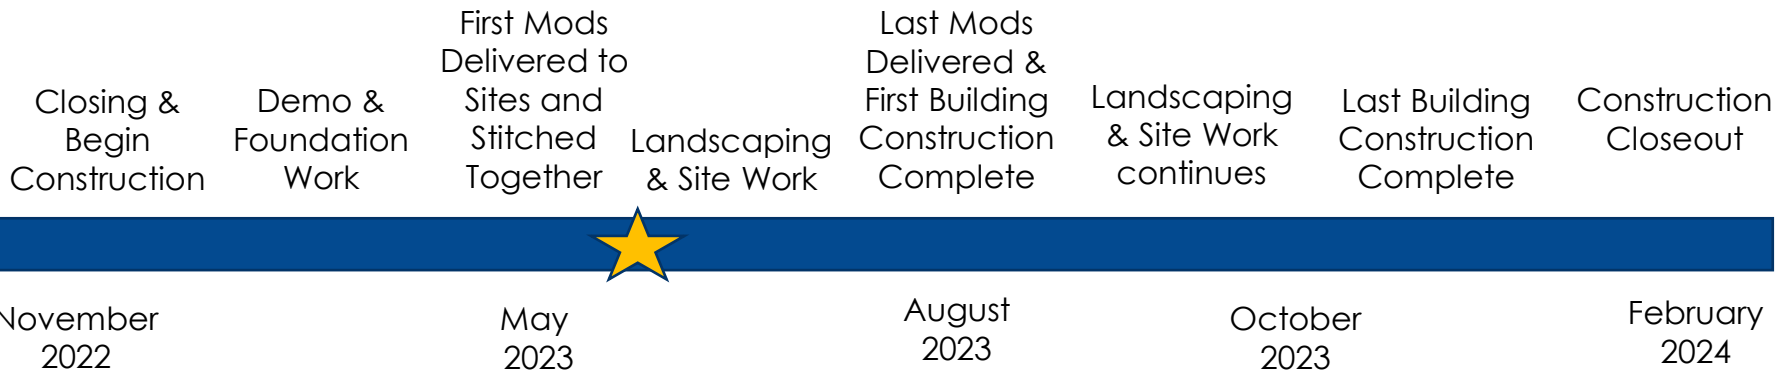 Closing &
Begin
Construction
Demo &
Foundation
Work
First Mods
Delivered to
Sites and
Stitched
Together
Landscaping
& Site Work
Last Mods
Delivered &
First Building
Construction
Complete
Landscaping
& Site Work
continues
Last Building
Construction
Complete
Construction
Closeout
November
2022
May
2023
August
2023
October
2023
February
2024